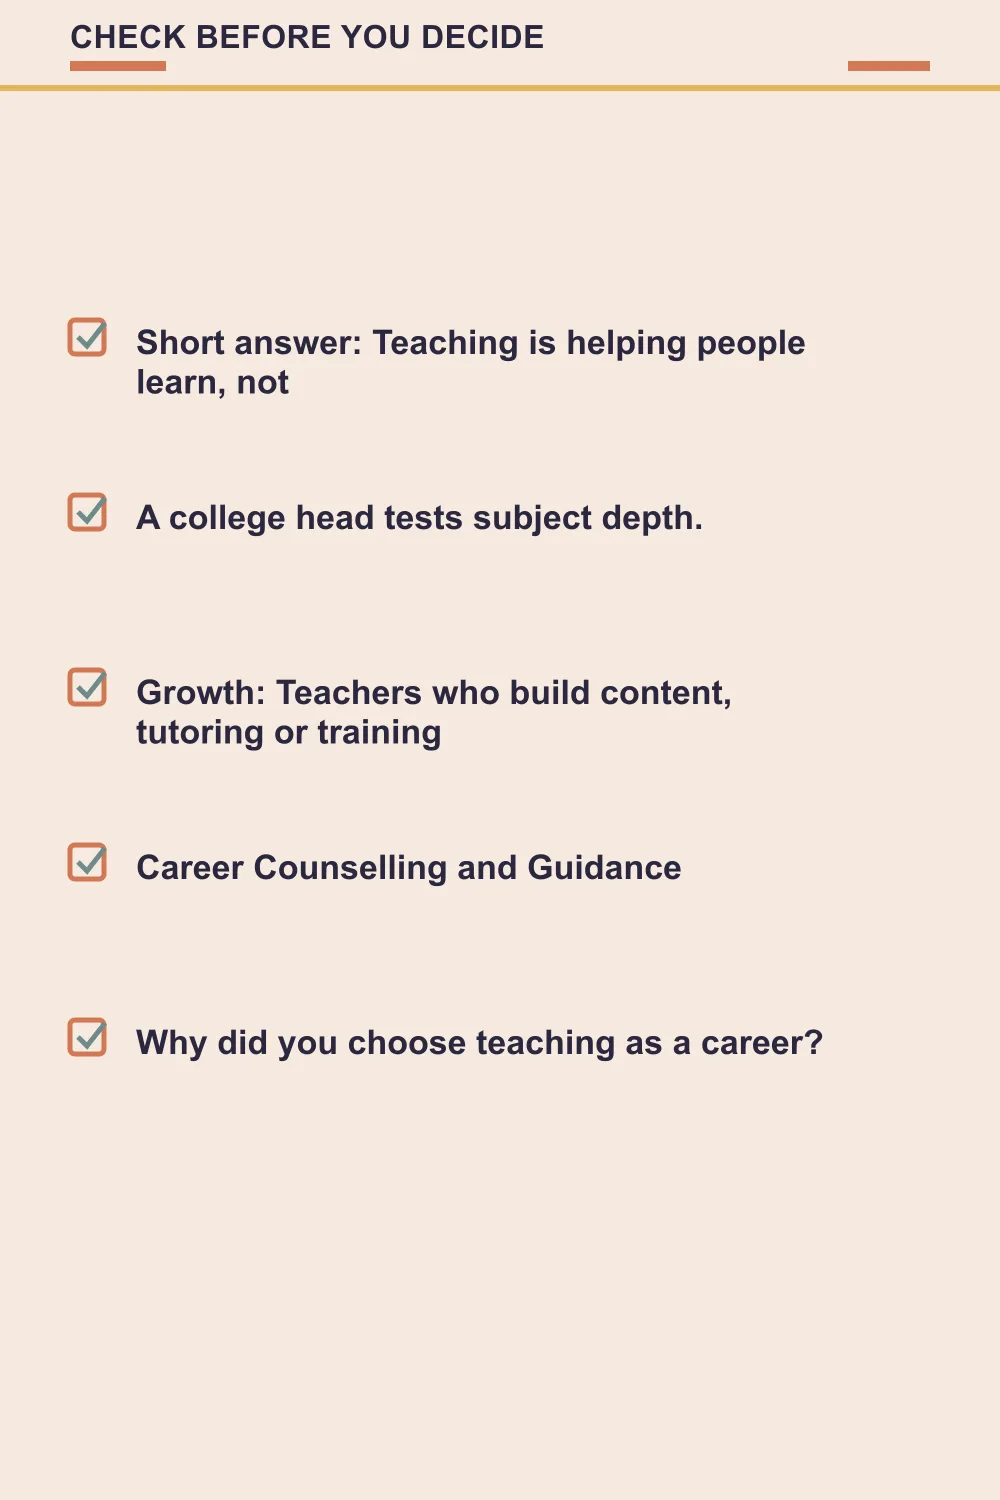 CHECK BEFORE YOU DECIDE
Short answer: Teaching is helping people
learn, not
A college head tests subject depth.
Growth: Teachers who build content,
tutoring or training
Career Counselling and Guidance
Why did you choose teaching as a career?